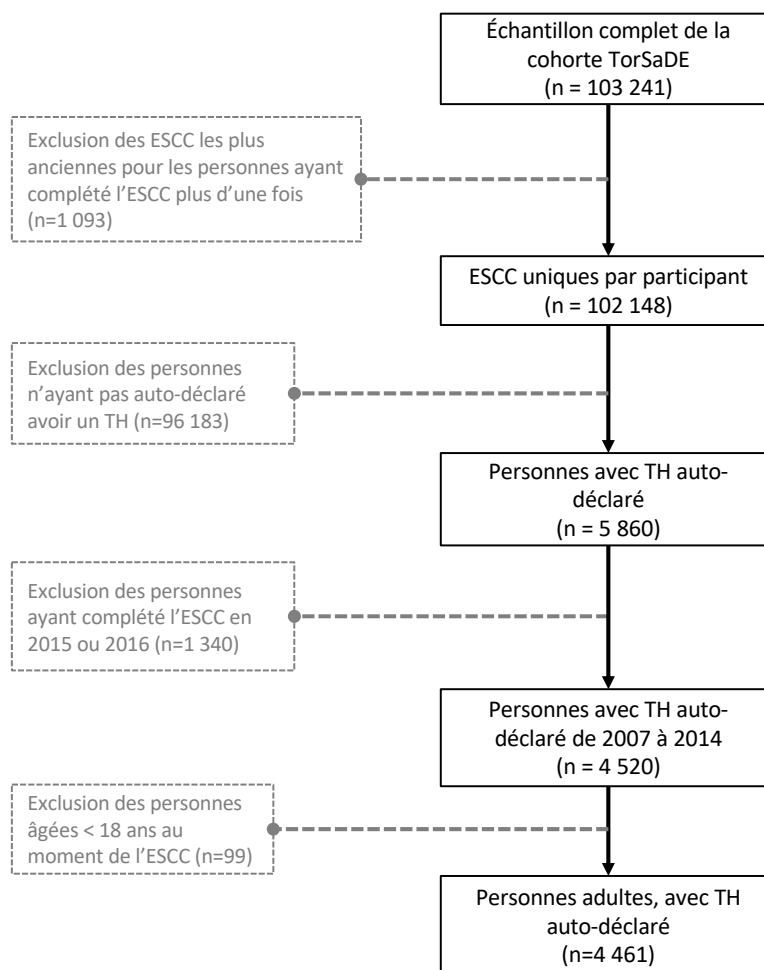 Échantillon complet de la
cohorte TorSaDE
(n = 103 241)
Exclusion des ESCC les plus
anciennes pour les personnes ayant
complété l’ESCC plus d’une fois
(n=1 093)
ESCC uniques par participant
(n = 102 148)
Exclusion des personnes
n’ayant pas auto-déclaré
avoir un TH (n=96 183)
Personnes avec TH auto-
déclaré
(n = 5 860)
Exclusion des personnes
ayant complété l’ESCC en
2015 ou 2016 (n=1 340)
Personnes avec TH auto-
déclaré de 2007 à 2014
(n = 4 520)
Exclusion des personnes
âgées < 18 ans au
moment de l’ESCC (n=99)
Personnes adultes, avec TH
auto-déclaré
(n=4 461)